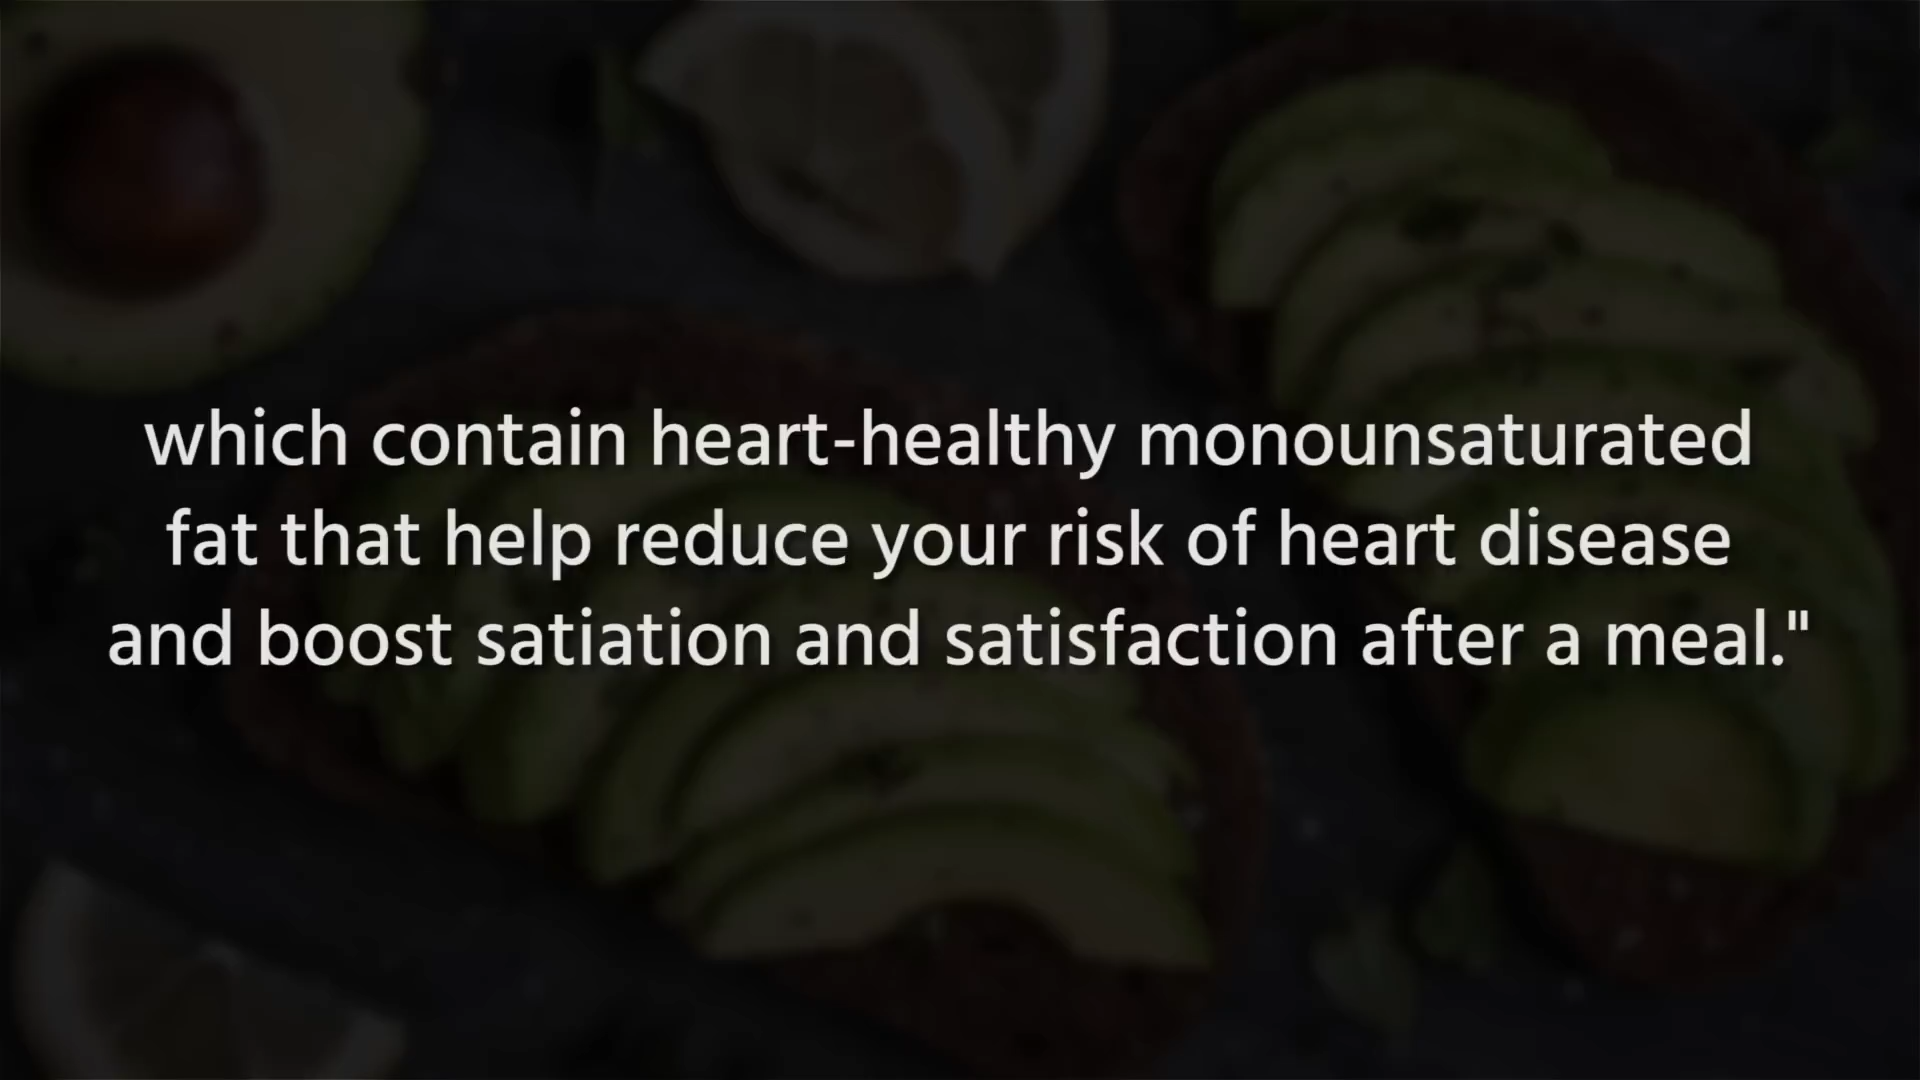 which contain heart-healthy monounsaturated
fat that help reduce your risk of heart disease
and boost satiation and satisfaction after a meal."